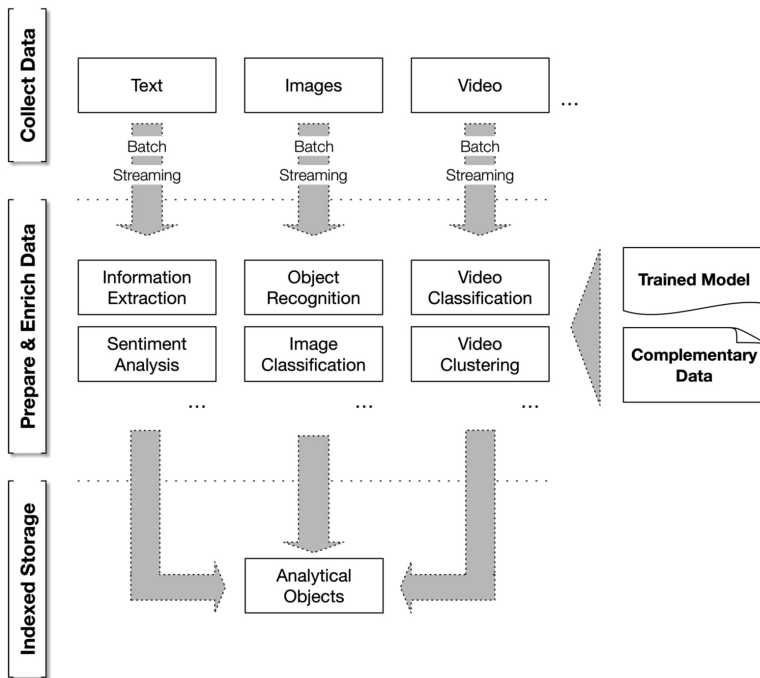 Collect Data
Text
Images
Video
...
Batch
Batch
Batch
Streaming
Streaming
Streaming
Prepare & Enrich Data
Information
Extraction
Object
Recognition
Video
Classification
Trained Model
Sentiment
Analysis
Image
Classification
Video
Clustering
Complementary
Data
...
...
...
Indexed Storage
Analytical
Objects